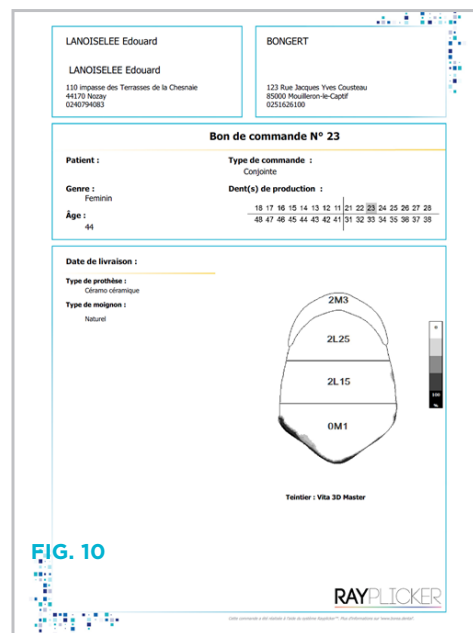 LANOISELEE Edouard
LANOISELEE Edouard
110 impasse des Terrasses de la Chesnaie
44170 Nozay
0240794083
BONGERT
123 Rue Jacques Yves Cousteau
85000 Mouilleron-le-Captif
0251626100
Bon de commande N° 23
Patient :
Genre :
Feminin
Âge :
44
Type de commande :
Conjointe
Dent(s) de production :
18 17 16 15 14 13 12 11 21 22 23 24 25 26 27 28
48 47 46 45 44 43 42 41 31 32 33 34 35 36 37 38
Date de livraison :
Type de prothèse :
Céramo céramique
Type de moignon :
Naturel
2M3
2L25
2L15
0M1
0
100
%
Teintier : Vita 3D Master
FIG. 10
RAYPLICKER